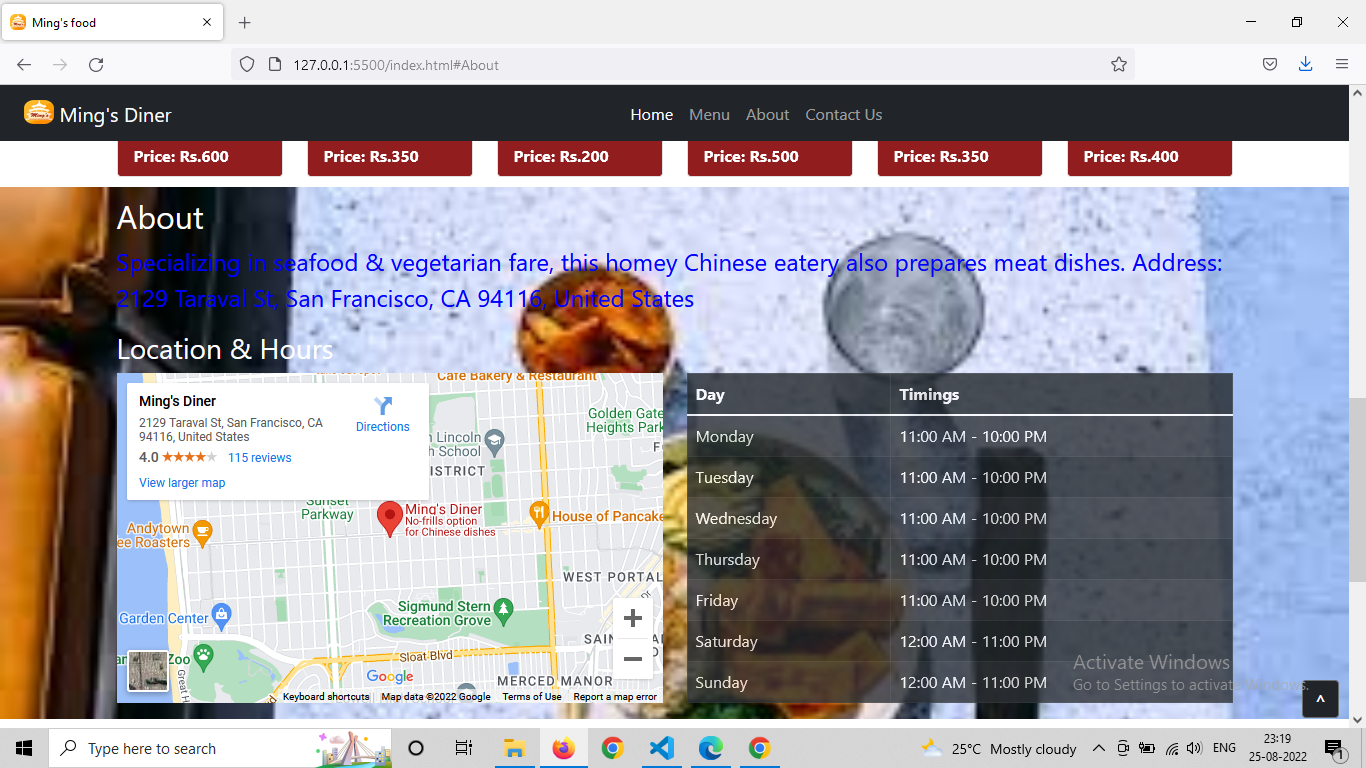 Ming's food
127.0.0.1:5500/index.html#About
Ming's Ming's Diner Home Menu About Contact Us
Price: Rs.600 Price: Rs.350 Price: Rs.200 Price: Rs.500 Price: Rs.350 Price: Rs.400
About
Specializing in seafood & vegetarian fare, this homey Chinese eatery also prepares meat dishes. Address:
2129 Taraval St, San Francisco, CA 94116, United States
Location & Hours
Cafe Bakery & Restaurant
Ming's Diner
2129 Taraval St, San Francisco, CA
94116, United States
Directions
4.0 115 reviews
View larger map
Golden Gate
Heights Park
Lincoln
School
ISTRICT
Sunset
Parkway
Ming's Diner
No-frills option
for Chinese dishes
House of Pancake
Andytown
ee Roasters
WEST PORTAL
Garden Center
Sigmund Stern
Recreation Grove
+
−
Zoo
Sloat Blvd
Great H
Google
MERCED MANOR
Keyboard shortcuts Map data ©2022 Google Terms of Use Report a map error
Day Timings
Monday 11:00 AM - 10:00 PM
Tuesday 11:00 AM - 10:00 PM
Wednesday 11:00 AM - 10:00 PM
Thursday 11:00 AM - 10:00 PM
Friday 11:00 AM - 10:00 PM
Saturday 12:00 AM - 11:00 PM
Sunday 12:00 AM - 11:00 PM
Activate Windows
Go to Settings to activate Windows.
^
Type here to search
25°C Mostly cloudy
ENG
23:19
25-08-2022
1